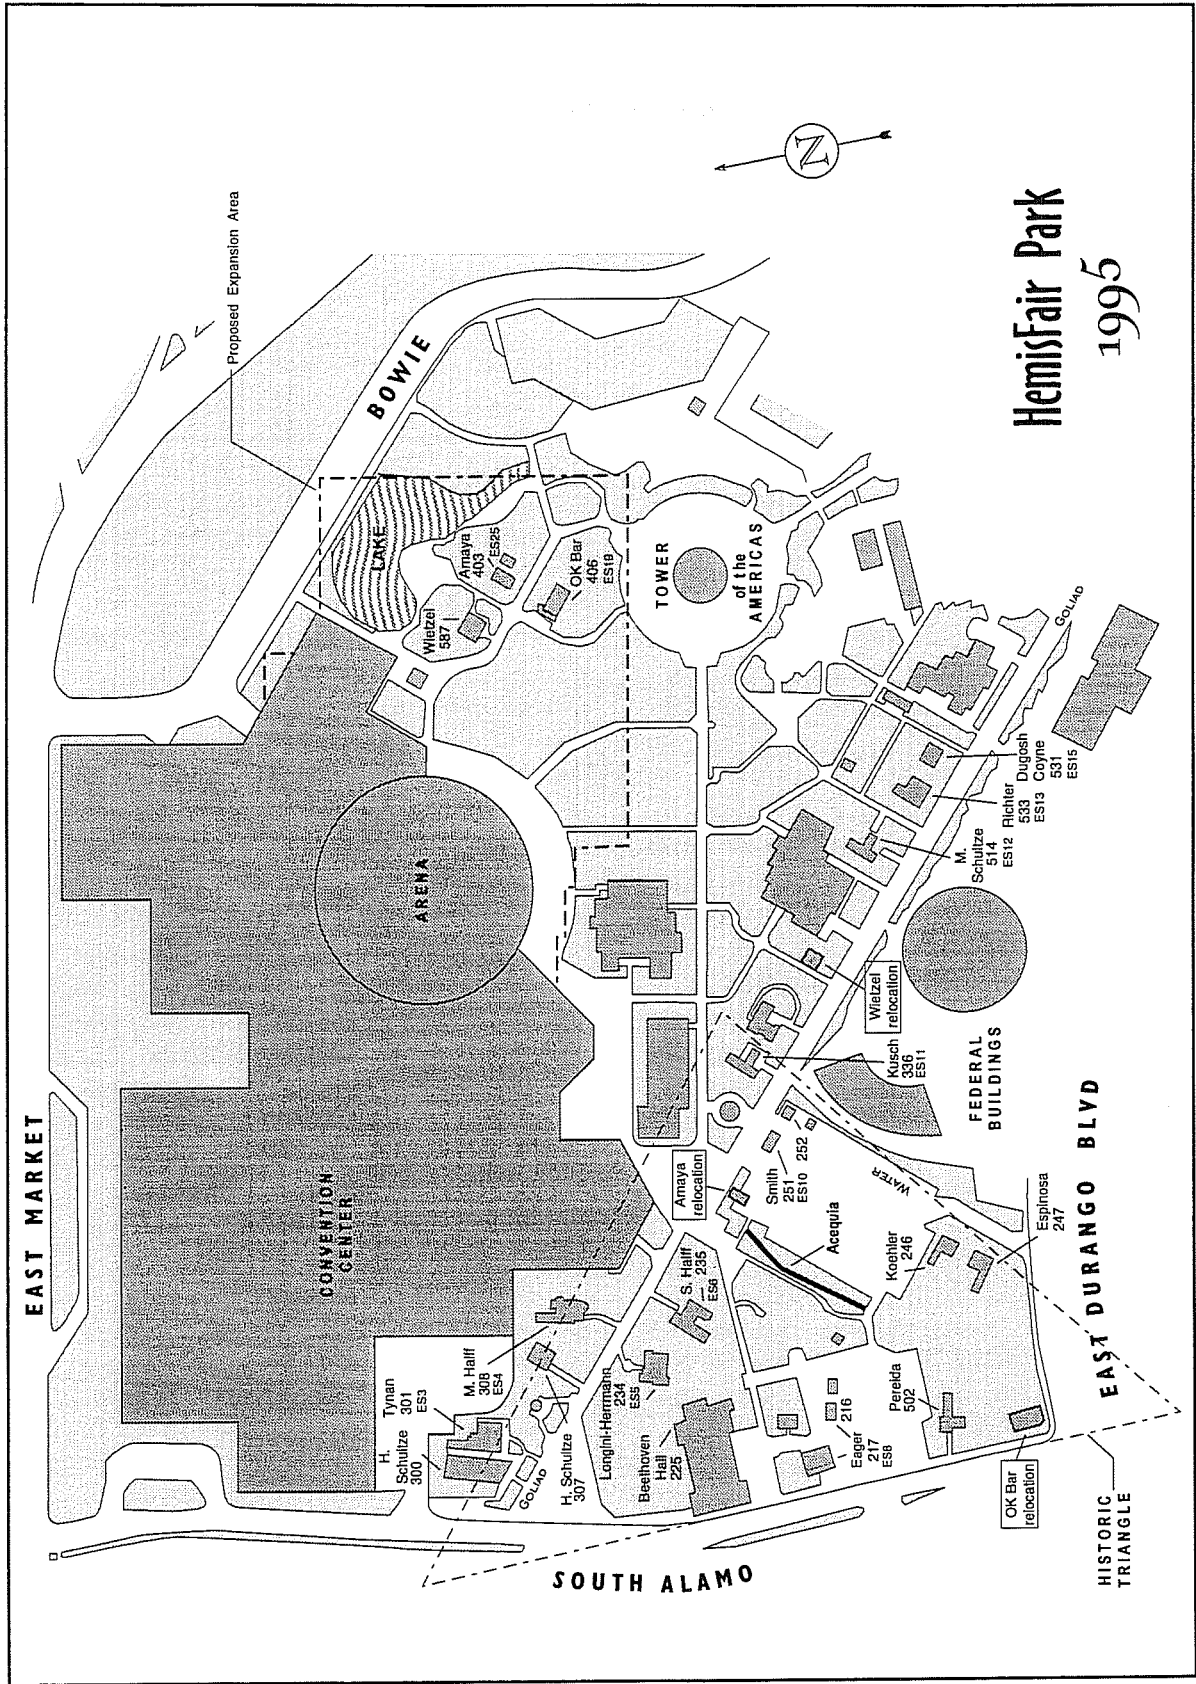 EAST MARKET
Proposed Expansion Area
BOWIE
N
HemisFair Park
1995
LAKE
Amaya
403
ES25
Wietzel
587
OK Bar
406
ES19
TOWER
of the
AMERICAS
ARENA
CONVENTION
CENTER
GOLIAD
Dugosh
Coyne
531
ES15
Richter
533
ES13
M.
Schultze
514
ES12
Wietzel
relocation
Kusch
336
ES11
FEDERAL
BUILDINGS
Amaya
relocation
Smith
251
ES10
252
WATER
Acequia
Espinosa
247
Koehler
246
EAST DURANGO BLVD
S. Halff
235
ES6
M. Halff
308
ES4
Tynan
301
ES3
H.
Schultze
300
H. Schultze
307
GOLIAD
Longini-Herrmann
234
ES5
Beethoven
Hall
225
216
Eager
217
ES8
Pereida
502
OK Bar
relocation
HISTORIC
TRIANGLE
SOUTH ALAMO